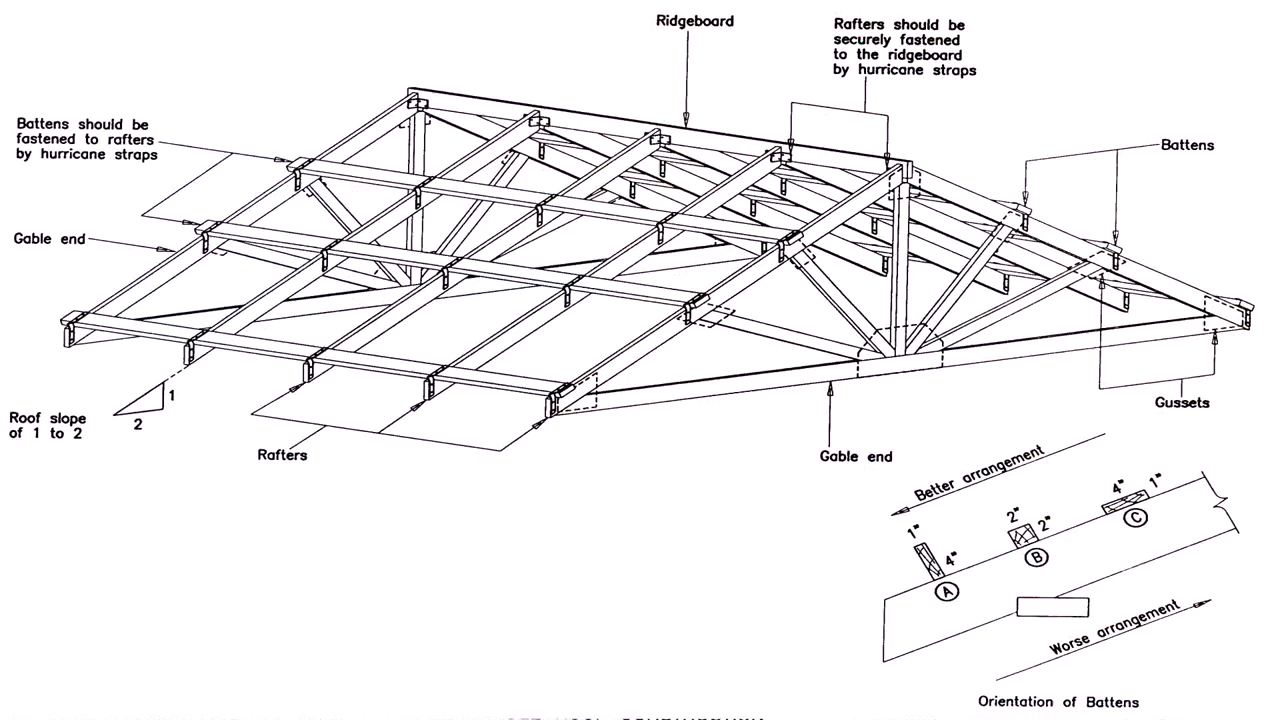 Ridgeboard
Rafters should be
securely fastened
to the ridgeboard
by hurricane straps
Battens should be
fastened to rafters
by hurricane straps
Battens
Gable end
Roof slope
of 1 to 2
1
2
Rafters
Gable end
Gussets
Better arrangement
1"
4"
A
2"
2"
B
4"
1"
C
Worse arrangement
Orientation of Battens